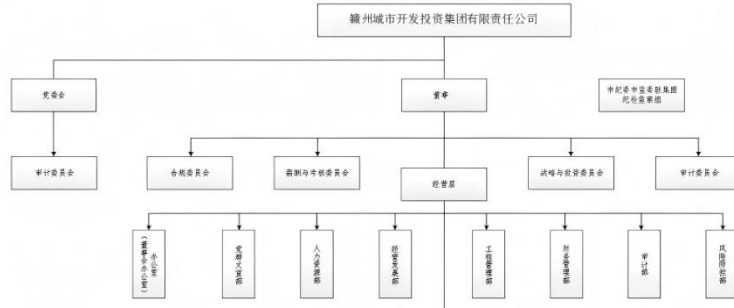 赣州城市开发投资集团有限责任公司
党委会
董事
市纪委市监委驻集团
纪检监察组
审计委员会
合规委员会
薪酬与考核委员会
战略与投资委员会
审计委员会
经营层
办公室
（董事会办公室）
党群文宣部
人力资源部
经营发展部
工程管理部
财务管理部
审计部
风险防控部